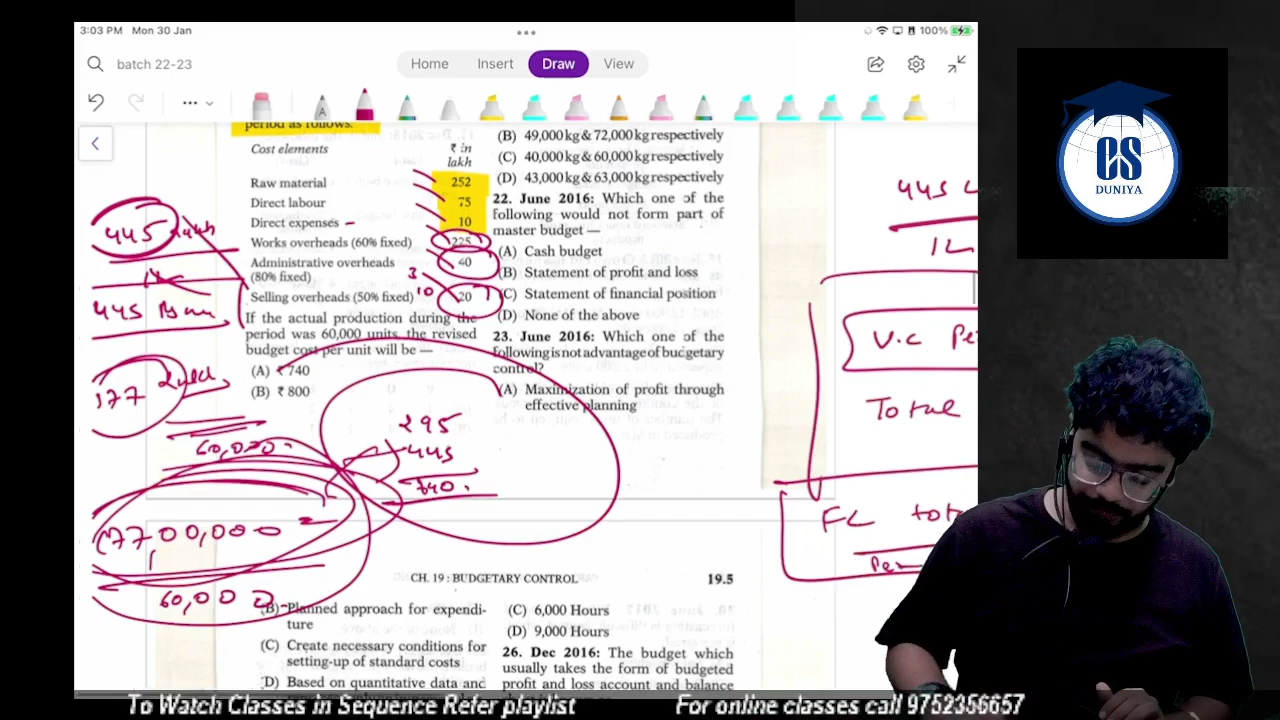 3:03 PM Mon 30 Jan
100%
batch 22-23
Home
Insert
Draw
View
period as follows:
Cost elements ₹ in lakh
Raw material 252
Direct labour 75
Direct expenses 10
Works overheads (60% fixed) 225
Administrative overheads 40
(80% fixed)
Selling overheads (50% fixed) 20
3
10
If the actual production during the
period was 60,000 units, the revised
budget cost per unit will be —
(A) ₹ 740
(B) ₹ 800
(B) 49,000 kg & 72,000 kg respectively
(C) 40,000 kg & 60,000 kg respectively
(D) 43,000 kg & 63,000 kg respectively
22. June 2016: Which one of the
following would not form part of
master budget —
(A) Cash budget
(B) Statement of profit and loss
(C) Statement of financial position
(D) None of the above
23. June 2016: Which one of the
following is not advantage of budgetary
control?
(A) Maximization of profit through
effective planning
445 lakh
445
177 lakh
60,000
177,00,000
60,000
295
445
740
445
V.C Per
Total
FC tot
Per
CH. 19 : BUDGETARY CONTROL 19.5
(B) Planned approach for expendi-
ture
(C) Create necessary conditions for
setting-up of standard costs
(D) Based on quantitative data and
(C) 6,000 Hours
(D) 9,000 Hours
26. Dec 2016: The budget which
usually takes the form of budgeted
profit and loss account and balance
CS
DUNIYA
To Watch Classes in Sequence Refer playlist
For online classes call 9752356657